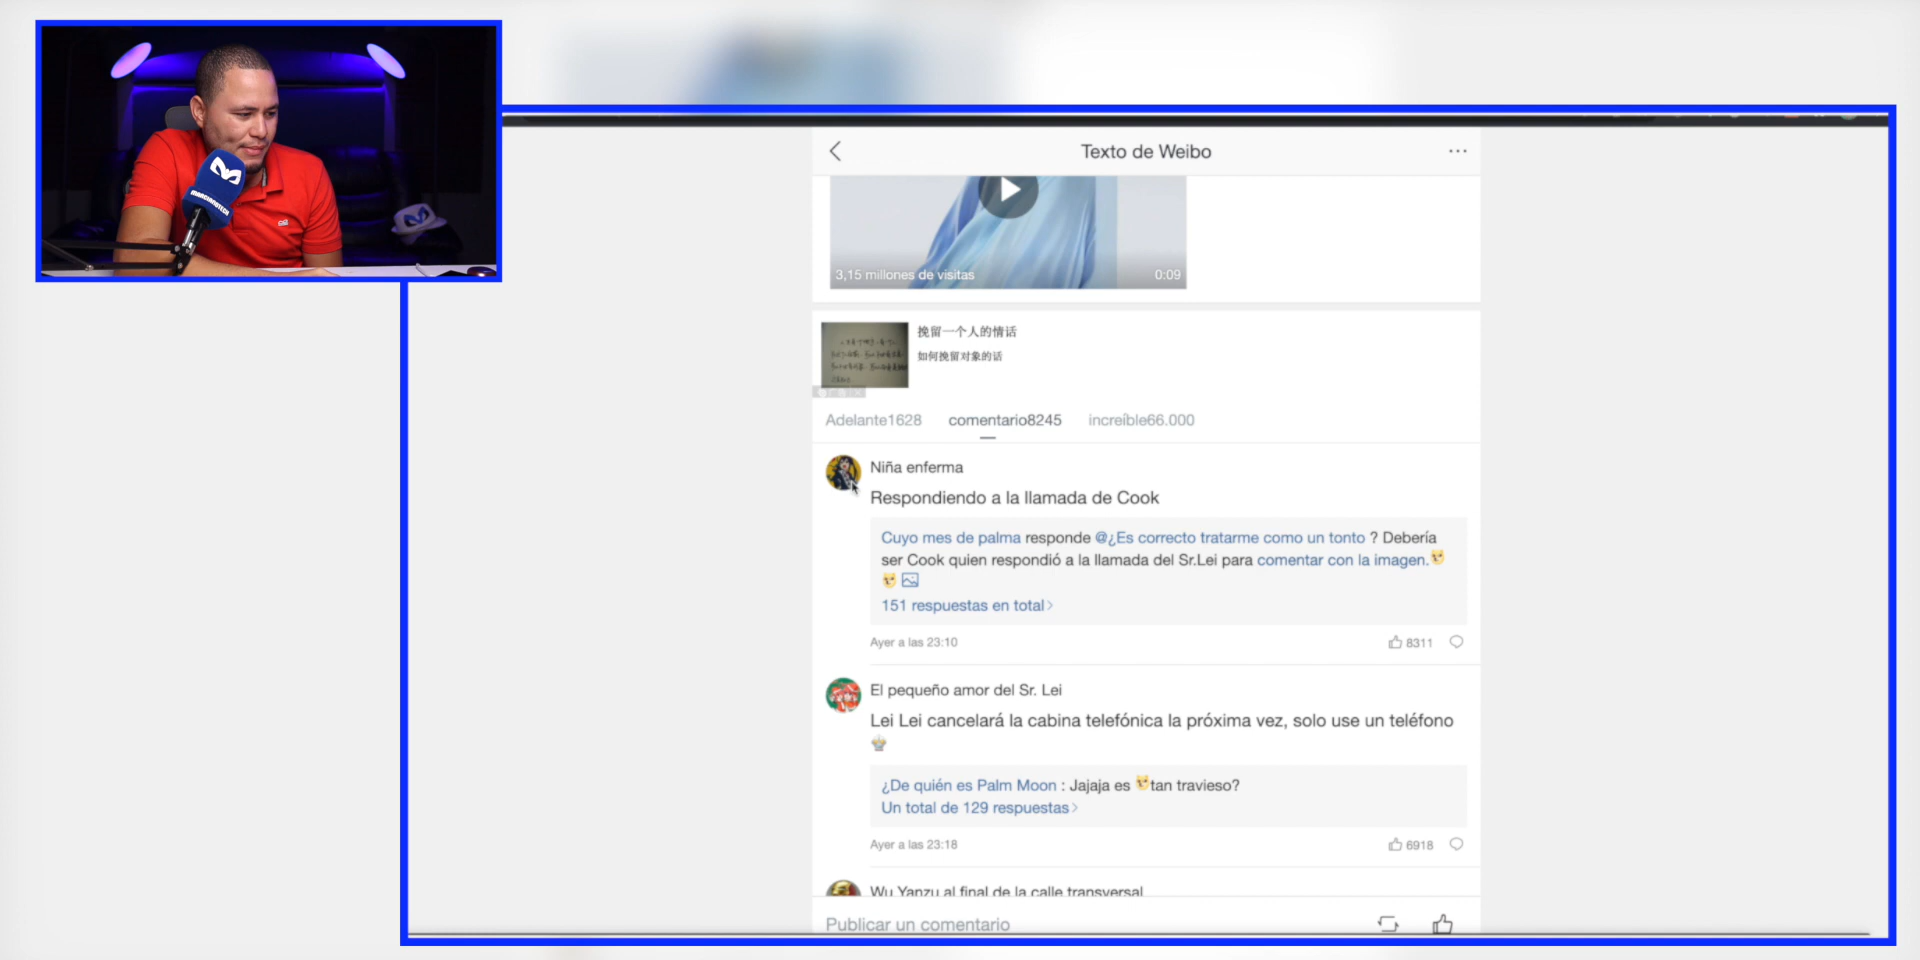 MARCIANOTECH
Texto de Weibo
3,15 millones de visitas
0:09
挽留一个人的情话
如何挽留对象的话
Adelante1628
comentario8245
increíble66.000
Niña enferma
Respondiendo a la llamada de Cook
Cuyo mes de palma responde @¿Es correcto tratarme como un tonto ? Debería
ser Cook quien respondió a la llamada del Sr.Lei para comentar con la imagen.
151 respuestas en total>
Ayer a las 23:10
8311
El pequeño amor del Sr. Lei
Lei Lei cancelará la cabina telefónica la próxima vez, solo use un teléfono
¿De quién es Palm Moon : Jajaja es tan travieso?
Un total de 129 respuestas>
Ayer a las 23:18
6918
Wu Yanzu al final de la calle transversal
Publicar un comentario